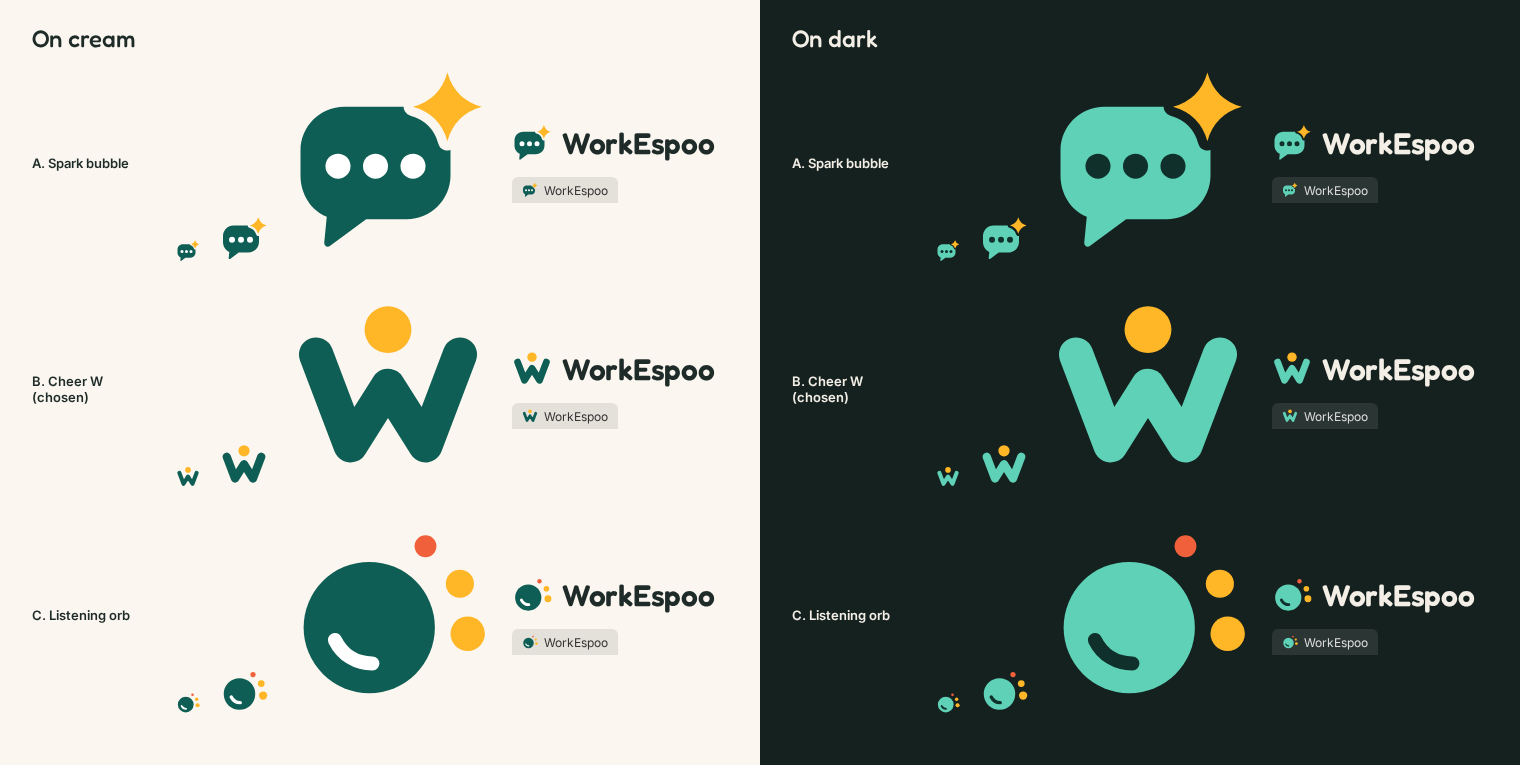 On cream
A. Spark bubble
WorkEspoo
WorkEspoo
B. Cheer W
(chosen)
WorkEspoo
WorkEspoo
C. Listening orb
WorkEspoo
WorkEspoo
On dark
A. Spark bubble
WorkEspoo
WorkEspoo
B. Cheer W
(chosen)
WorkEspoo
WorkEspoo
C. Listening orb
WorkEspoo
WorkEspoo